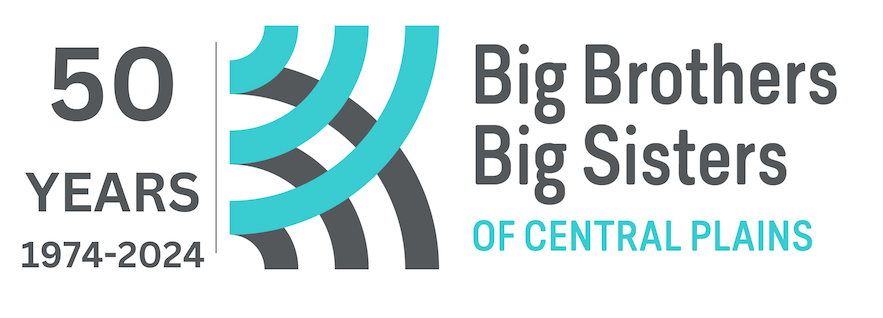 50
YEARS
1974-2024
Big Brothers
Big Sisters
OF CENTRAL PLAINS